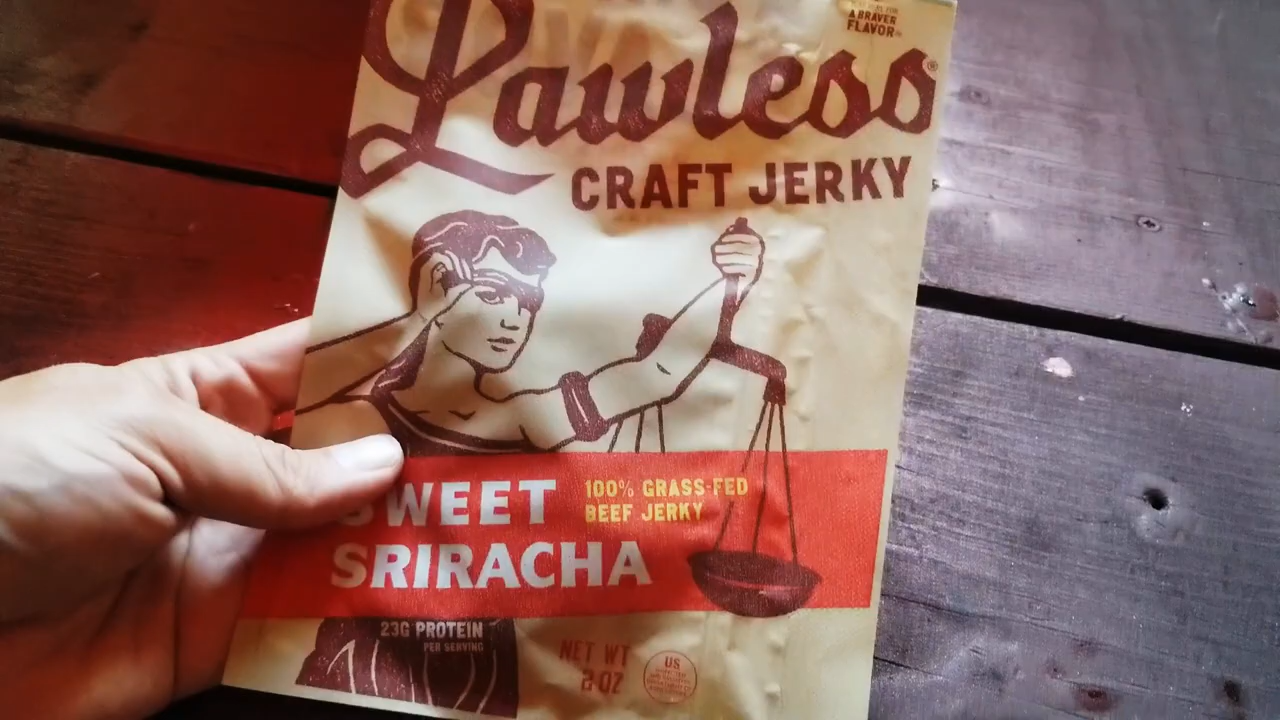 A BRAVER
FLAVOR
Lawless®
CRAFT JERKY
SWEET
SRIRACHA
100% GRASS-FED
BEEF JERKY
23G PROTEIN
PER SERVING
NET WT
2 OZ
US